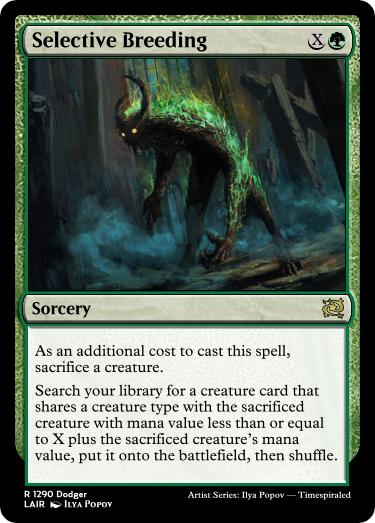 Selective Breeding X
Sorcery
As an additional cost to cast this spell,
sacrifice a creature.
Search your library for a creature card that
shares a creature type with the sacrificed
creature with mana value less than or equal
to X plus the sacrificed creature's mana
value, put it onto the battlefield, then shuffle.
R 1290 Dodger
LAIR Ilya Popov
Artist Series: Ilya Popov — Timespiraled